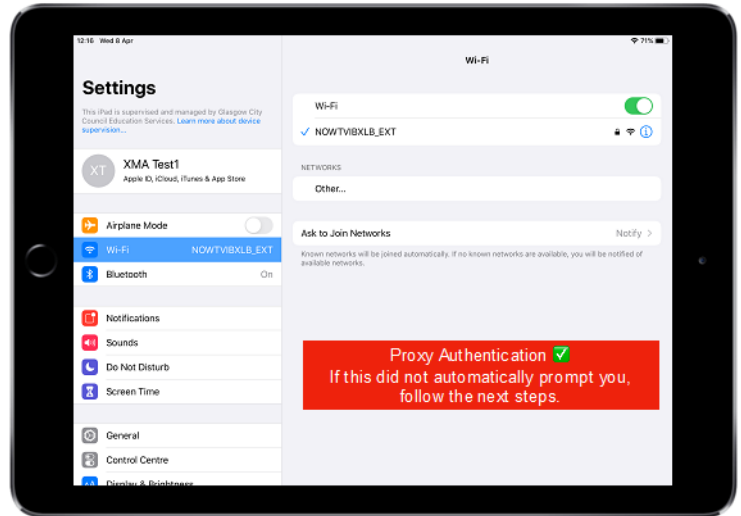 12:16 Wed 8 Apr
71%
Wi-Fi
Settings
This iPad is supervised and managed by Glasgow City
Council Education Services. Learn more about device
supervision...
XT
XMA Test1
Apple ID, iCloud, iTunes & App Store
Airplane Mode
Wi-Fi NOWTVIBXLB_EXT
Bluetooth On
Notifications
Sounds
Do Not Disturb
Screen Time
General
Control Centre
Display & Brightness
Wi-Fi
NOWTVIBXLB_EXT
NETWORKS
Other...
Ask to Join Networks Notify
Known networks will be joined automatically. If no known networks are available, you will be notified of
available networks.
Proxy Authentication ✅
If this did not automatically prompt you,
follow the next steps.